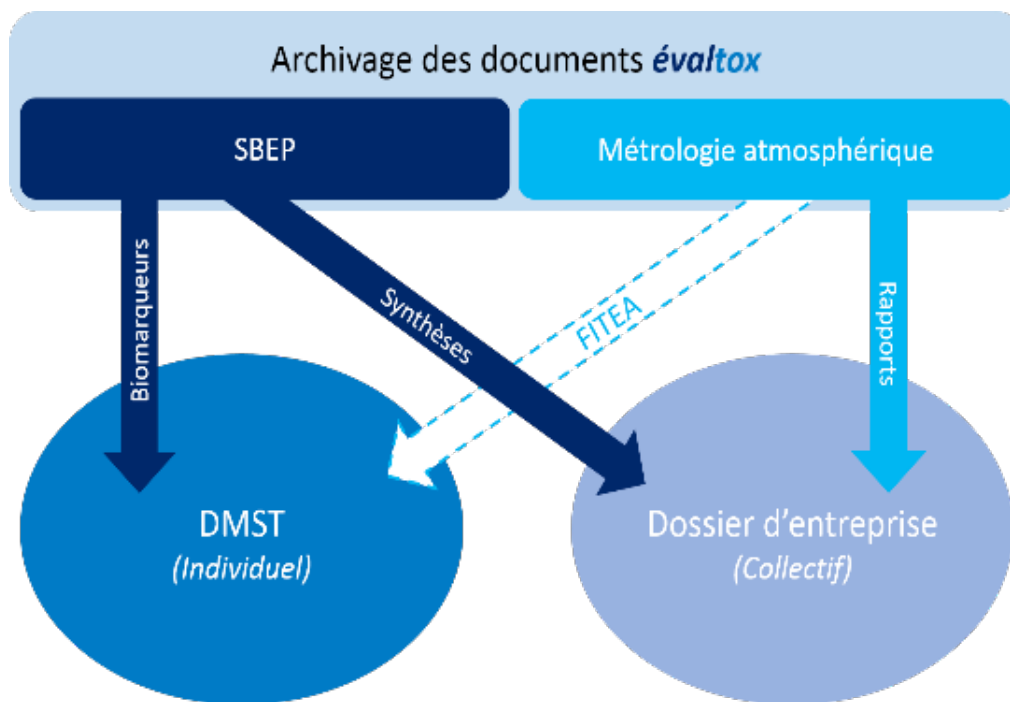 Archivage des documents évaltox
SBEP
Métrologie atmosphérique
Biomarqueurs
Synthèses
FITEA
Rapports
DMST
(Individuel)
Dossier d'entreprise
(Collectif)